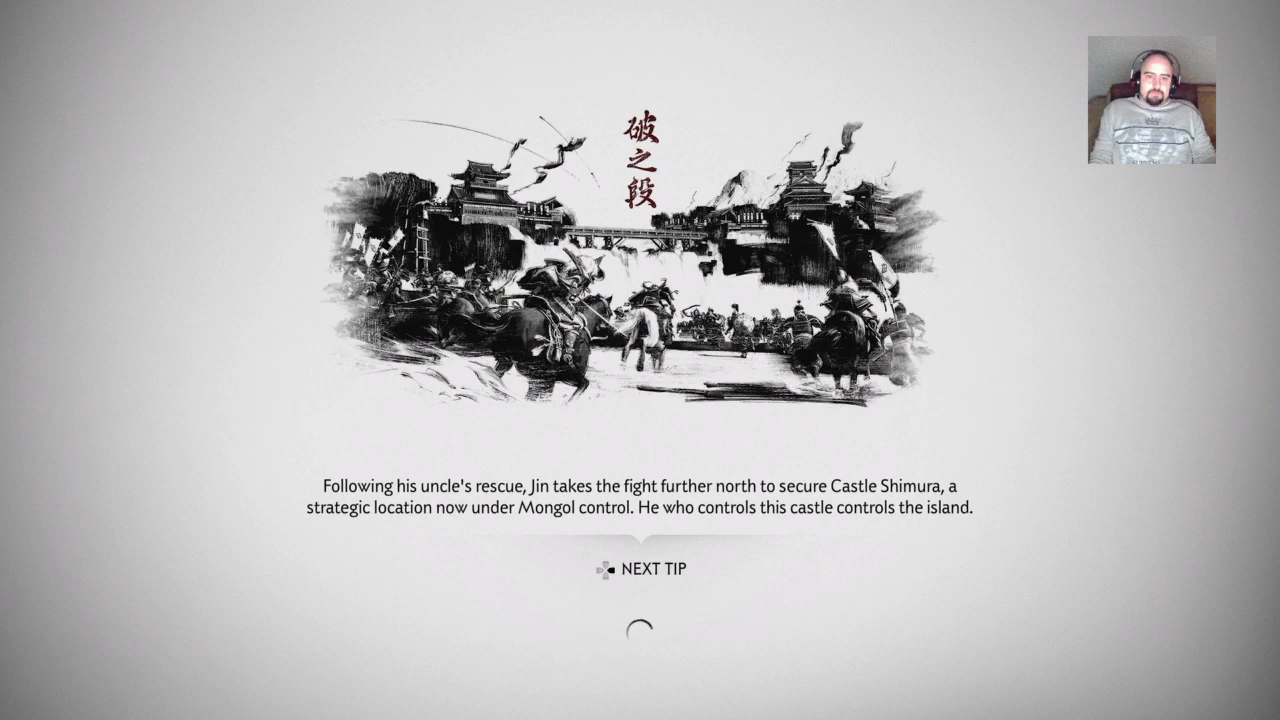 破之段
Following his uncle's rescue, Jin takes the fight further north to secure Castle Shimura, a
strategic location now under Mongol control. He who controls this castle controls the island.
NEXT TIP